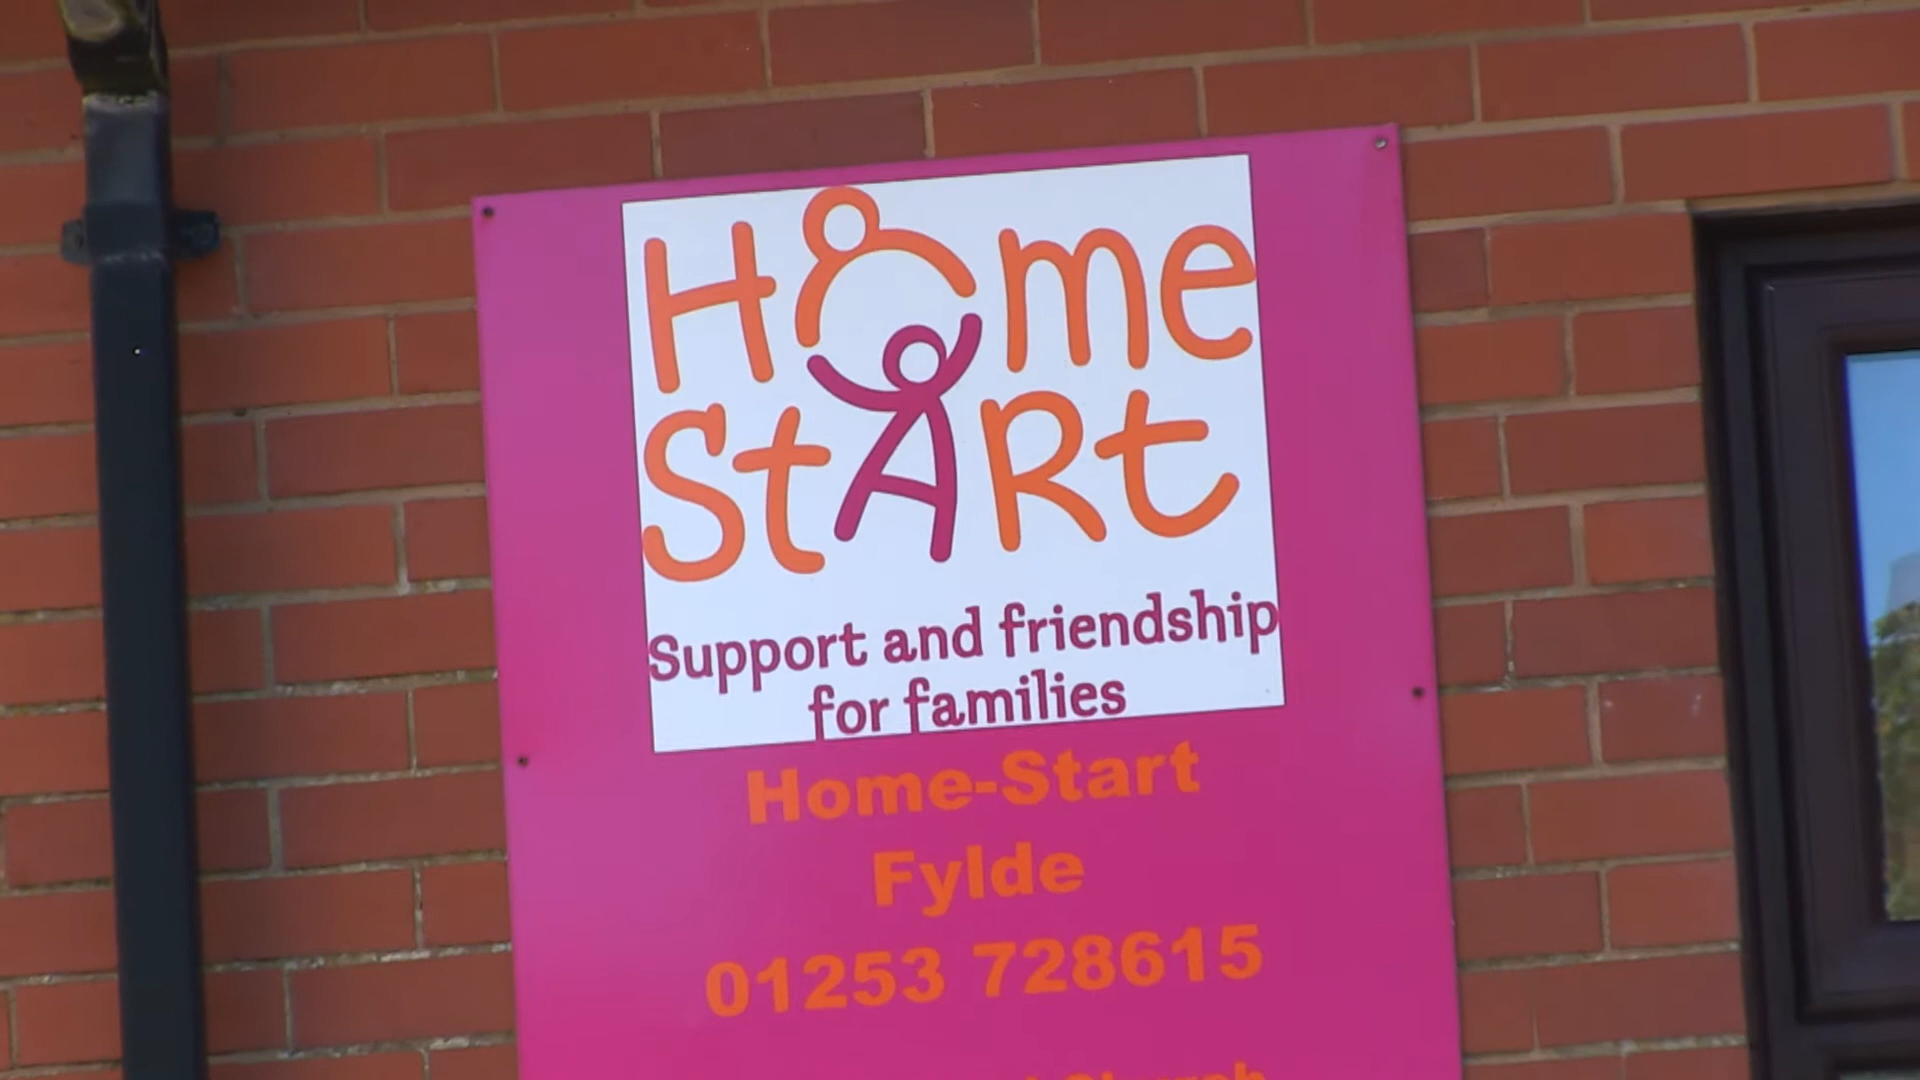 Home
Start
Support and friendship
for families
Home-Start
Fylde
01253 728615